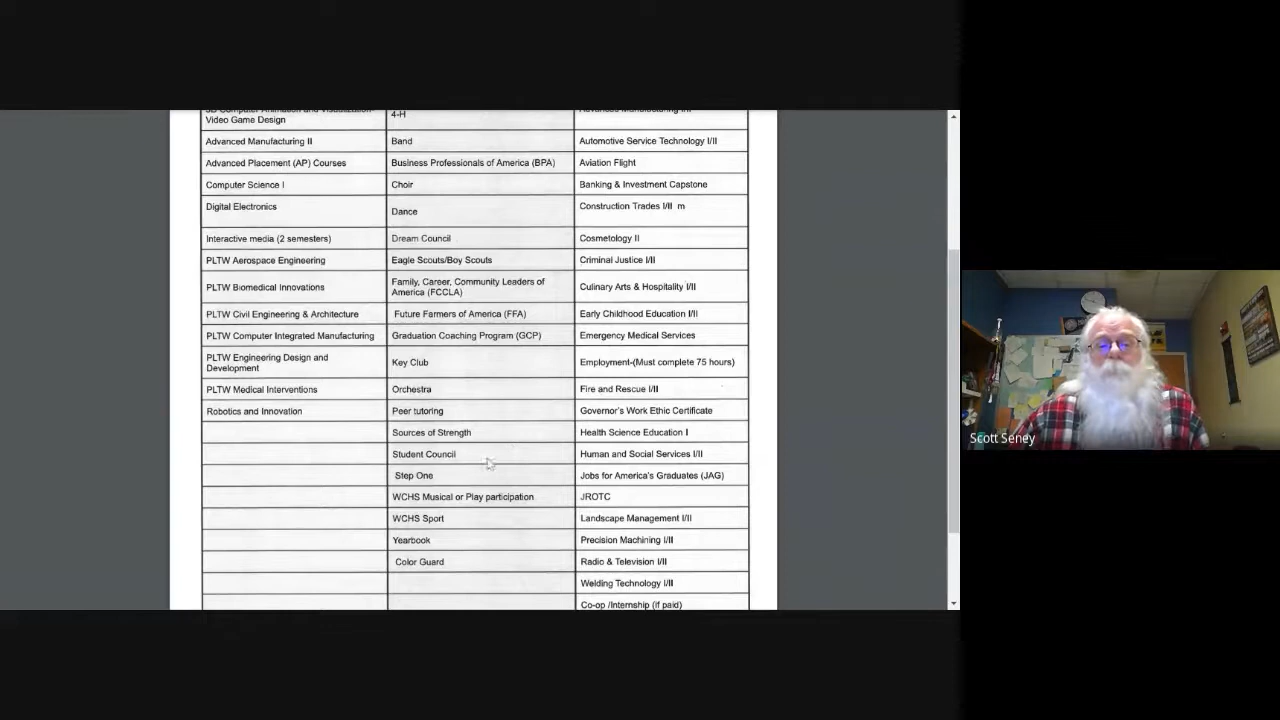 Video Game Design
4-H
Advanced Manufacturing II
Band
Automotive Service Technology I/II
Advanced Placement (AP) Courses
Business Professionals of America (BPA)
Aviation Flight
Computer Science I
Choir
Banking & Investment Capstone
Digital Electronics
Dance
Construction Trades I/II m
Interactive media (2 semesters)
Dream Council
Cosmetology II
PLTW Aerospace Engineering
Eagle Scouts/Boy Scouts
Criminal Justice I/II
PLTW Biomedical Innovations
Family, Career, Community Leaders of
America (FCCLA)
Culinary Arts & Hospitality I/II
PLTW Civil Engineering & Architecture
Future Farmers of America (FFA)
Early Childhood Education I/II
PLTW Computer Integrated Manufacturing
Graduation Coaching Program (GCP)
Emergency Medical Services
PLTW Engineering Design and
Development
Key Club
Employment-(Must complete 75 hours)
PLTW Medical Interventions
Orchestra
Fire and Rescue I/II
Robotics and Innovation
Peer tutoring
Governor's Work Ethic Certificate
Sources of Strength
Health Science Education I
Student Council
Human and Social Services I/II
Step One
Jobs for America's Graduates (JAG)
WCHS Musical or Play participation
JROTC
WCHS Sport
Landscape Management I/II
Yearbook
Precision Machining I/II
Color Guard
Radio & Television I/II
Welding Technology I/II
Co-op /Internship (if paid)
Scott Seney